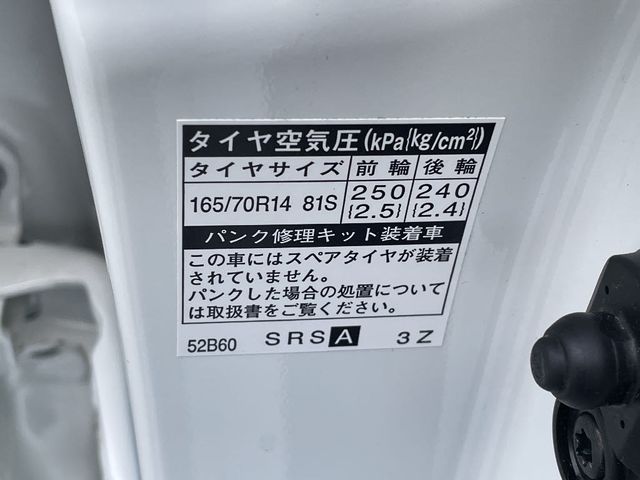 タイヤ空気圧(kPa{kg/cm²})
タイヤサイズ 前輪 後輪
165/70R14 81S 250 240
{2.5} {2.4}
パンク修理キット装着車
この車にはスペアタイヤが装着
されていません。
パンクした場合の処置について
は取扱書をご覧ください。
52B60 SRSA 3Z